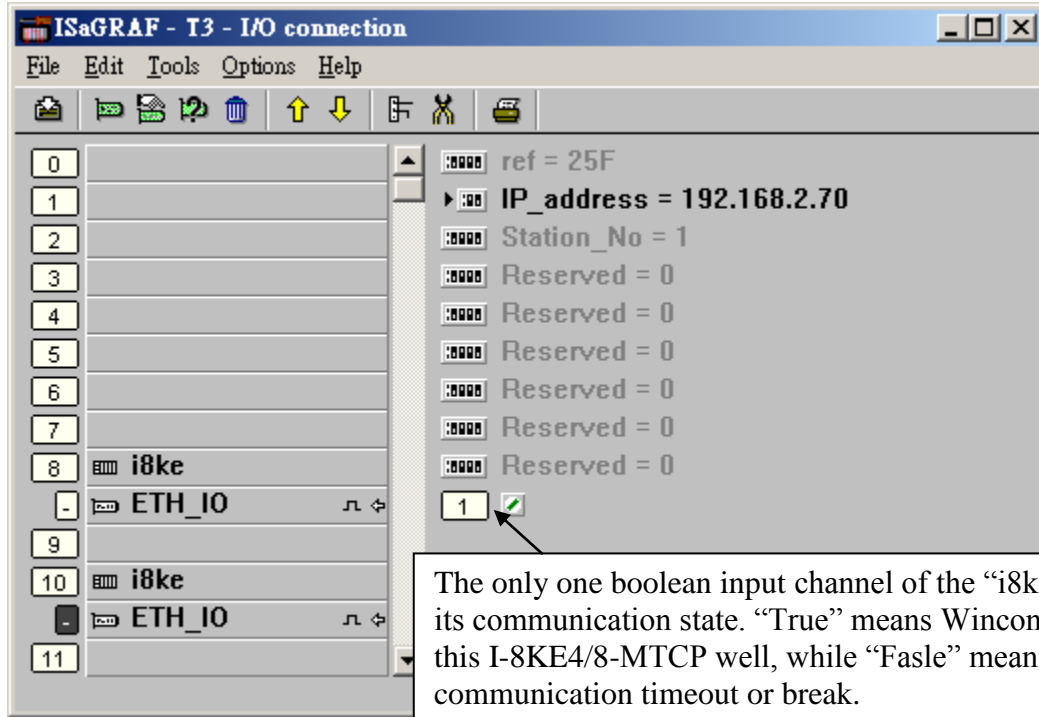 ISaGRAF - T3 - I/O connection
File Edit Tools Options Help
0
1
2
3
4
5
6
7
8 i8ke
- ETH_IO
9
10 i8ke
- ETH_IO
11
ref = 25F
IP_address = 192.168.2.70
Station_No = 1
Reserved = 0
Reserved = 0
Reserved = 0
Reserved = 0
Reserved = 0
Reserved = 0
1
The only one boolean input channel of the “i8k
its communication state. “True” means Wincon
this I-8KE4/8-MTCP well, while “Fasle” mean
communication timeout or break.